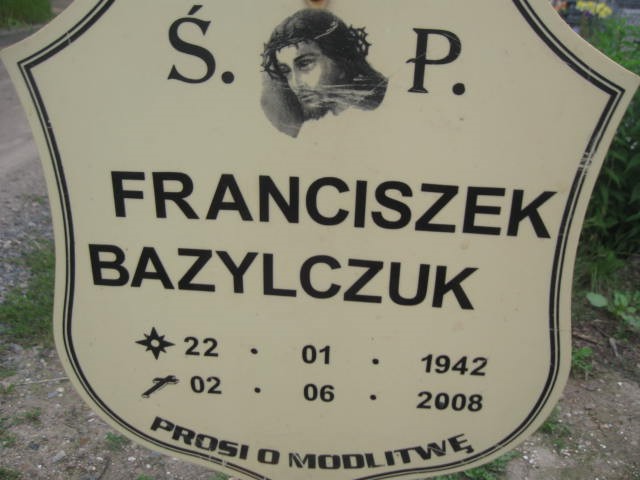 Ś. P.
FRANCISZEK
BAZYLCZUK
22 . 01 . 1942
02 . 06 . 2008
PROSI O MODLITWĘ